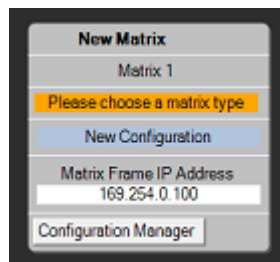 New Matrix
Matrix 1
Please choose a matrix type
New Configuration
Matrix Frame IP Address
169.254.0.100
Configuration Manager